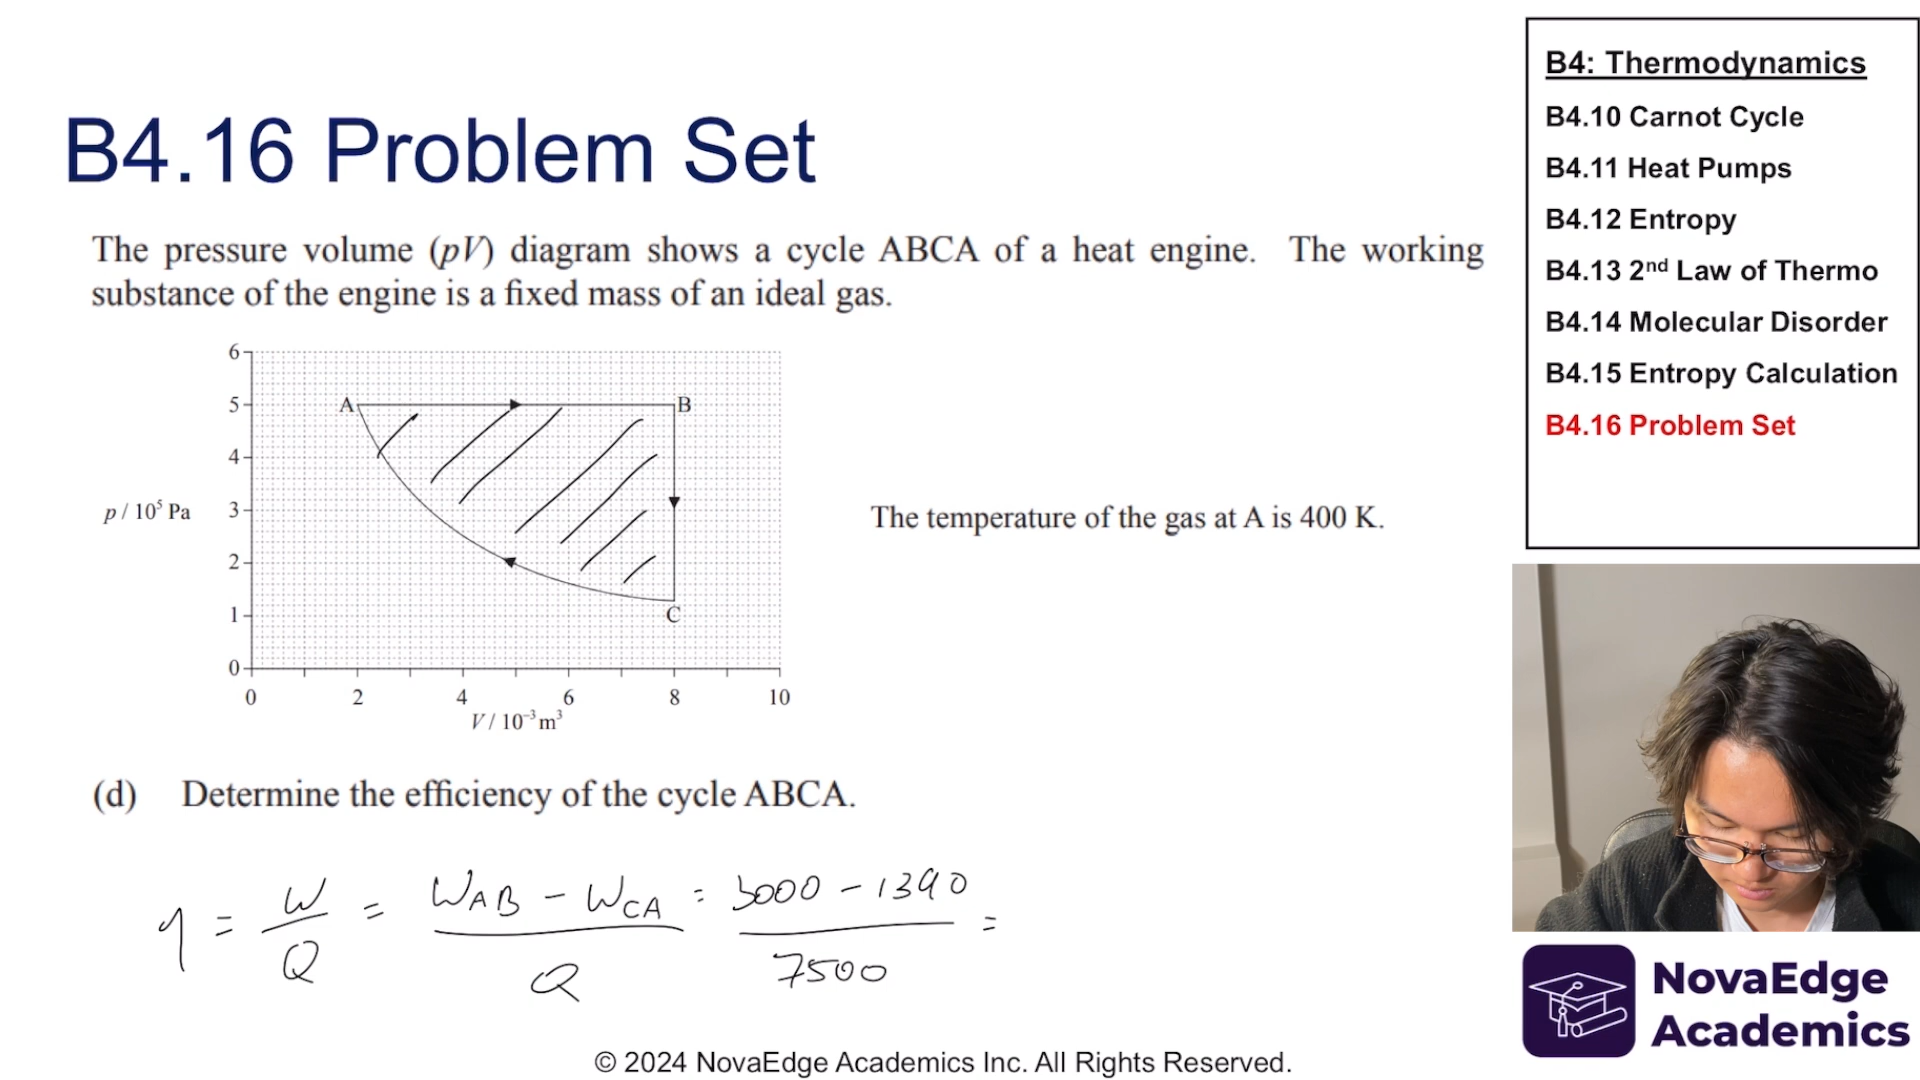 B4.16 Problem Set
The pressure volume (pV) diagram shows a cycle ABCA of a heat engine. The working
substance of the engine is a fixed mass of an ideal gas.
6
5
4
3
2
1
0
p / 10⁵ Pa
A
B
C
0 2 4 6 8 10
V / 10⁻³ m³
The temperature of the gas at A is 400 K.
(d) Determine the efficiency of the cycle ABCA.
η = W/Q = (W_AB − W_CA)/Q = (3000 − 1390)/7500 =
© 2024 NovaEdge Academics Inc. All Rights Reserved.
B4: Thermodynamics
B4.10 Carnot Cycle
B4.11 Heat Pumps
B4.12 Entropy
B4.13 2ⁿᵈ Law of Thermo
B4.14 Molecular Disorder
B4.15 Entropy Calculation
B4.16 Problem Set
NovaEdge
Academics